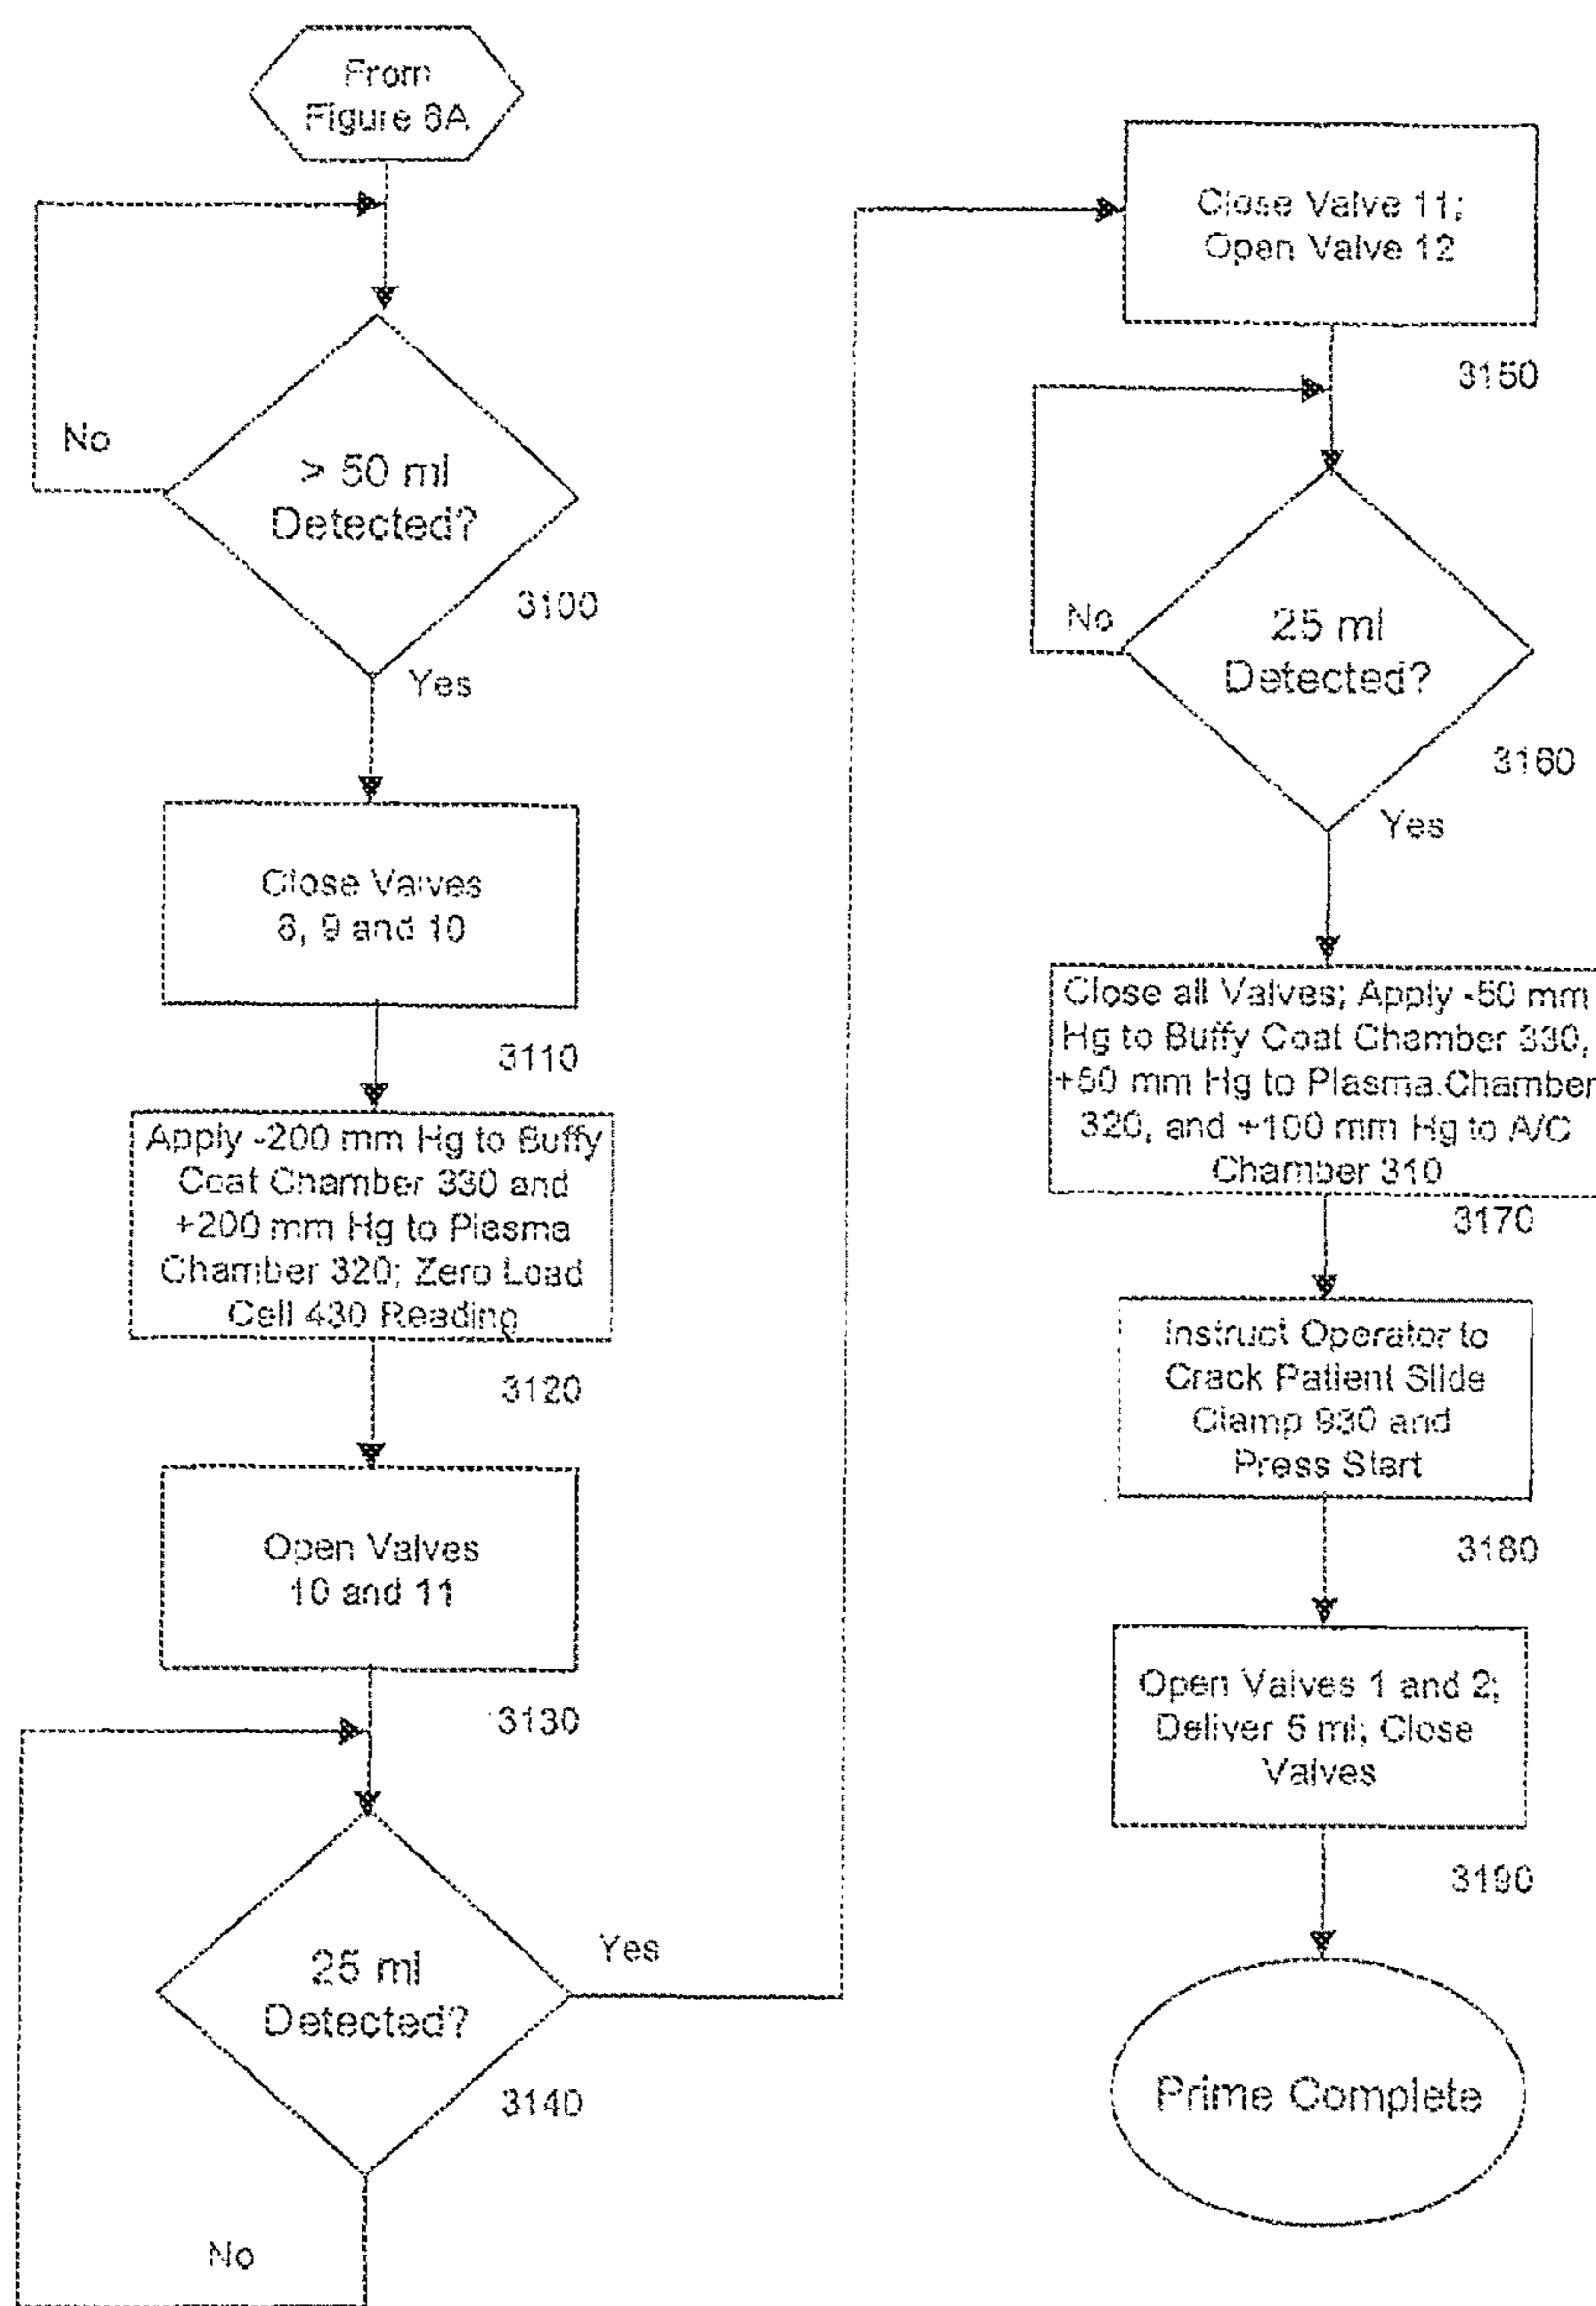 From
Figure 6A
> 50 ml
Detected?
No
Yes
3100
Close Valves
9 and 10
3110
Apply -200 mm Hg to Buffy
Coat Chamber 330 and
+200 mm Hg to Plasma
Chamber 320; Zero Load
Cell 430 Reading
3120
Open Valves
10 and 11
3130
25 ml
Detected?
Yes
3140
No
Close Valve 11;
Open Valve 12
3150
25 ml
Detected?
No
3160
Yes
Close all Valves; Apply -50 mm
Hg to Buffy Coat Chamber 330,
+50 mm Hg to Plasma Chamber
320, and +100 mm Hg to A/C
Chamber 310
3170
Instruct Operator to
Crack Patient Slide
Clamp 930 and
Press Start
3180
Open Valves 1 and 2;
Deliver 5 ml; Close
Valves
3190
Prime Complete